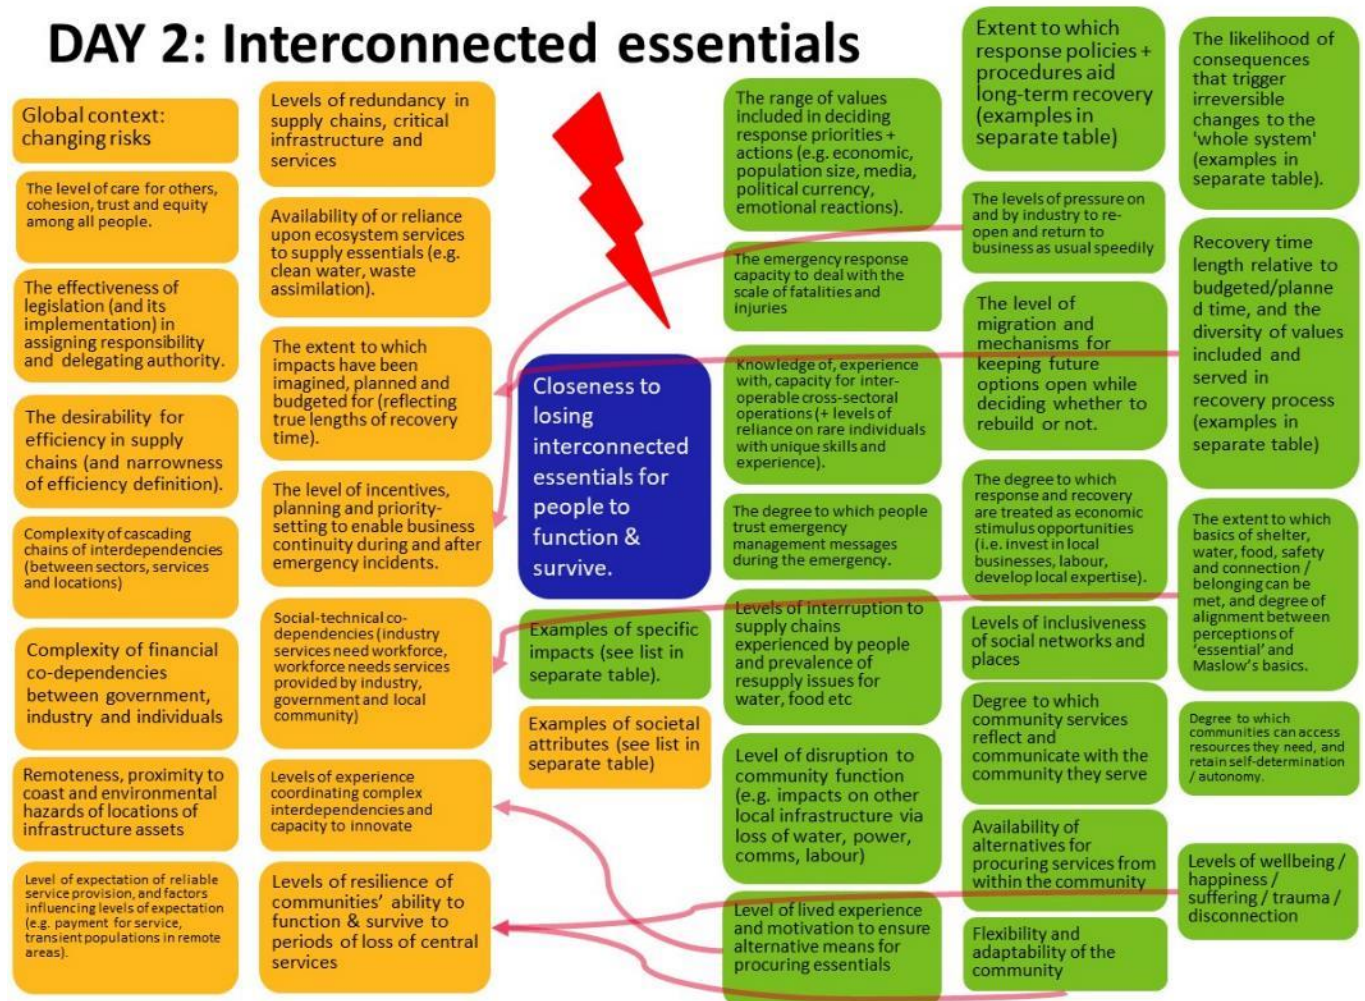 DAY 2: Interconnected essentials
Global context:
changing risks
The level of care for others,
cohesion, trust and equity
among all people.
The effectiveness of
legislation (and its
implementation) in
assigning responsibility
and delegating authority.
The desirability for
efficiency in supply
chains (and narrowness
of efficiency definition).
Complexity of cascading
chains of interdependencies
(between sectors, services
and locations)
Complexity of financial
co-dependencies
between government,
industry and individuals
Remoteness, proximity to
coast and environmental
hazards of locations of
infrastructure assets
Level of expectation of reliable
service provision, and factors
influencing levels of expectation
(e.g. payment for service,
transient populations in remote
areas).
Levels of redundancy in
supply chains, critical
infrastructure and
services
Availability of or reliance
upon ecosystem services
to supply essentials (e.g.
clean water, waste
assimilation).
The extent to which
impacts have been
imagined, planned and
budgeted for (reflecting
true lengths of recovery
time).
The level of incentives,
planning and priority-
setting to enable business
continuity during and after
emergency incidents.
Social-technical co-
dependencies (industry
services need workforce,
workforce needs services
provided by industry,
government and local
community)
Levels of experience
coordinating complex
interdependencies and
capacity to innovate
Levels of resilience of
communities' ability to
function & survive to
periods of loss of central
services
Closeness to
losing
interconnected
essentials for
people to
function &
survive.
Examples of specific
impacts (see list in
separate table).
Examples of societal
attributes (see list in
separate table)
The range of values
included in deciding
response priorities +
actions (e.g. economic,
population size, media,
political currency,
emotional reactions).
The emergency response
capacity to deal with the
scale of fatalities and
injuries
Knowledge of, experience
with, capacity for inter-
operable cross-sectoral
operations (+ levels of
reliance on rare individuals
with unique skills and
experience).
The degree to which people
trust emergency
management messages
during the emergency.
Levels of interruption to
supply chains
experienced by people
and prevalence of
resupply issues for
water, food etc
Level of disruption to
community function
(e.g. impacts on other
local infrastructure via
loss of water, power,
comms, labour)
Level of lived experience
and motivation to ensure
alternative means for
procuring essentials
Extent to which
response policies +
procedures aid
long-term recovery
(examples in
separate table)
The levels of pressure on
and by industry to re-
open and return to
business as usual speedily
The level of
migration and
mechanisms for
keeping future
options open while
deciding whether to
rebuild or not.
The degree to which
response and recovery
are treated as economic
stimulus opportunities
(i.e. invest in local
businesses, labour,
develop local expertise).
Levels of inclusiveness
of social networks and
places
Degree to which
community services
reflect and
communicate with the
community they serve
Availability of
alternatives for
procuring services from
within the community
Flexibility and
adaptability of the
community
The likelihood of
consequences
that trigger
irreversible
changes to the
'whole system'
(examples in
separate table).
Recovery time
length relative to
budgeted/planne
d time, and the
diversity of values
included and
served in
recovery process
(examples in
separate table)
The extent to which
basics of shelter,
water, food, safety
and connection /
belonging can be
met, and degree of
alignment between
perceptions of
'essential' and
Maslow's basics.
Degree to which
communities can access
resources they need, and
retain self-determination
/ autonomy.
Levels of wellbeing /
happiness /
suffering / trauma /
disconnection